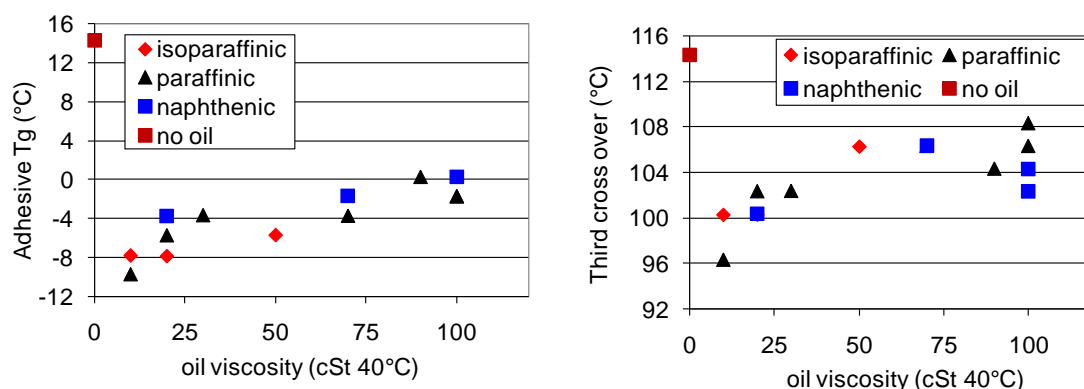 Adhesive Tg (°C)
16
12
8
4
0
-4
-8
-12
isoparaffinic
paraffinic
naphthenic
no oil
0 25 50 75 100
oil viscosity (cSt 40°C)
Third cross over (°C)
116
112
108
104
100
96
92
isoparaffinic paraffinic
naphthenic no oil
0 25 50 75 100
oil viscosity (cSt 40°C)